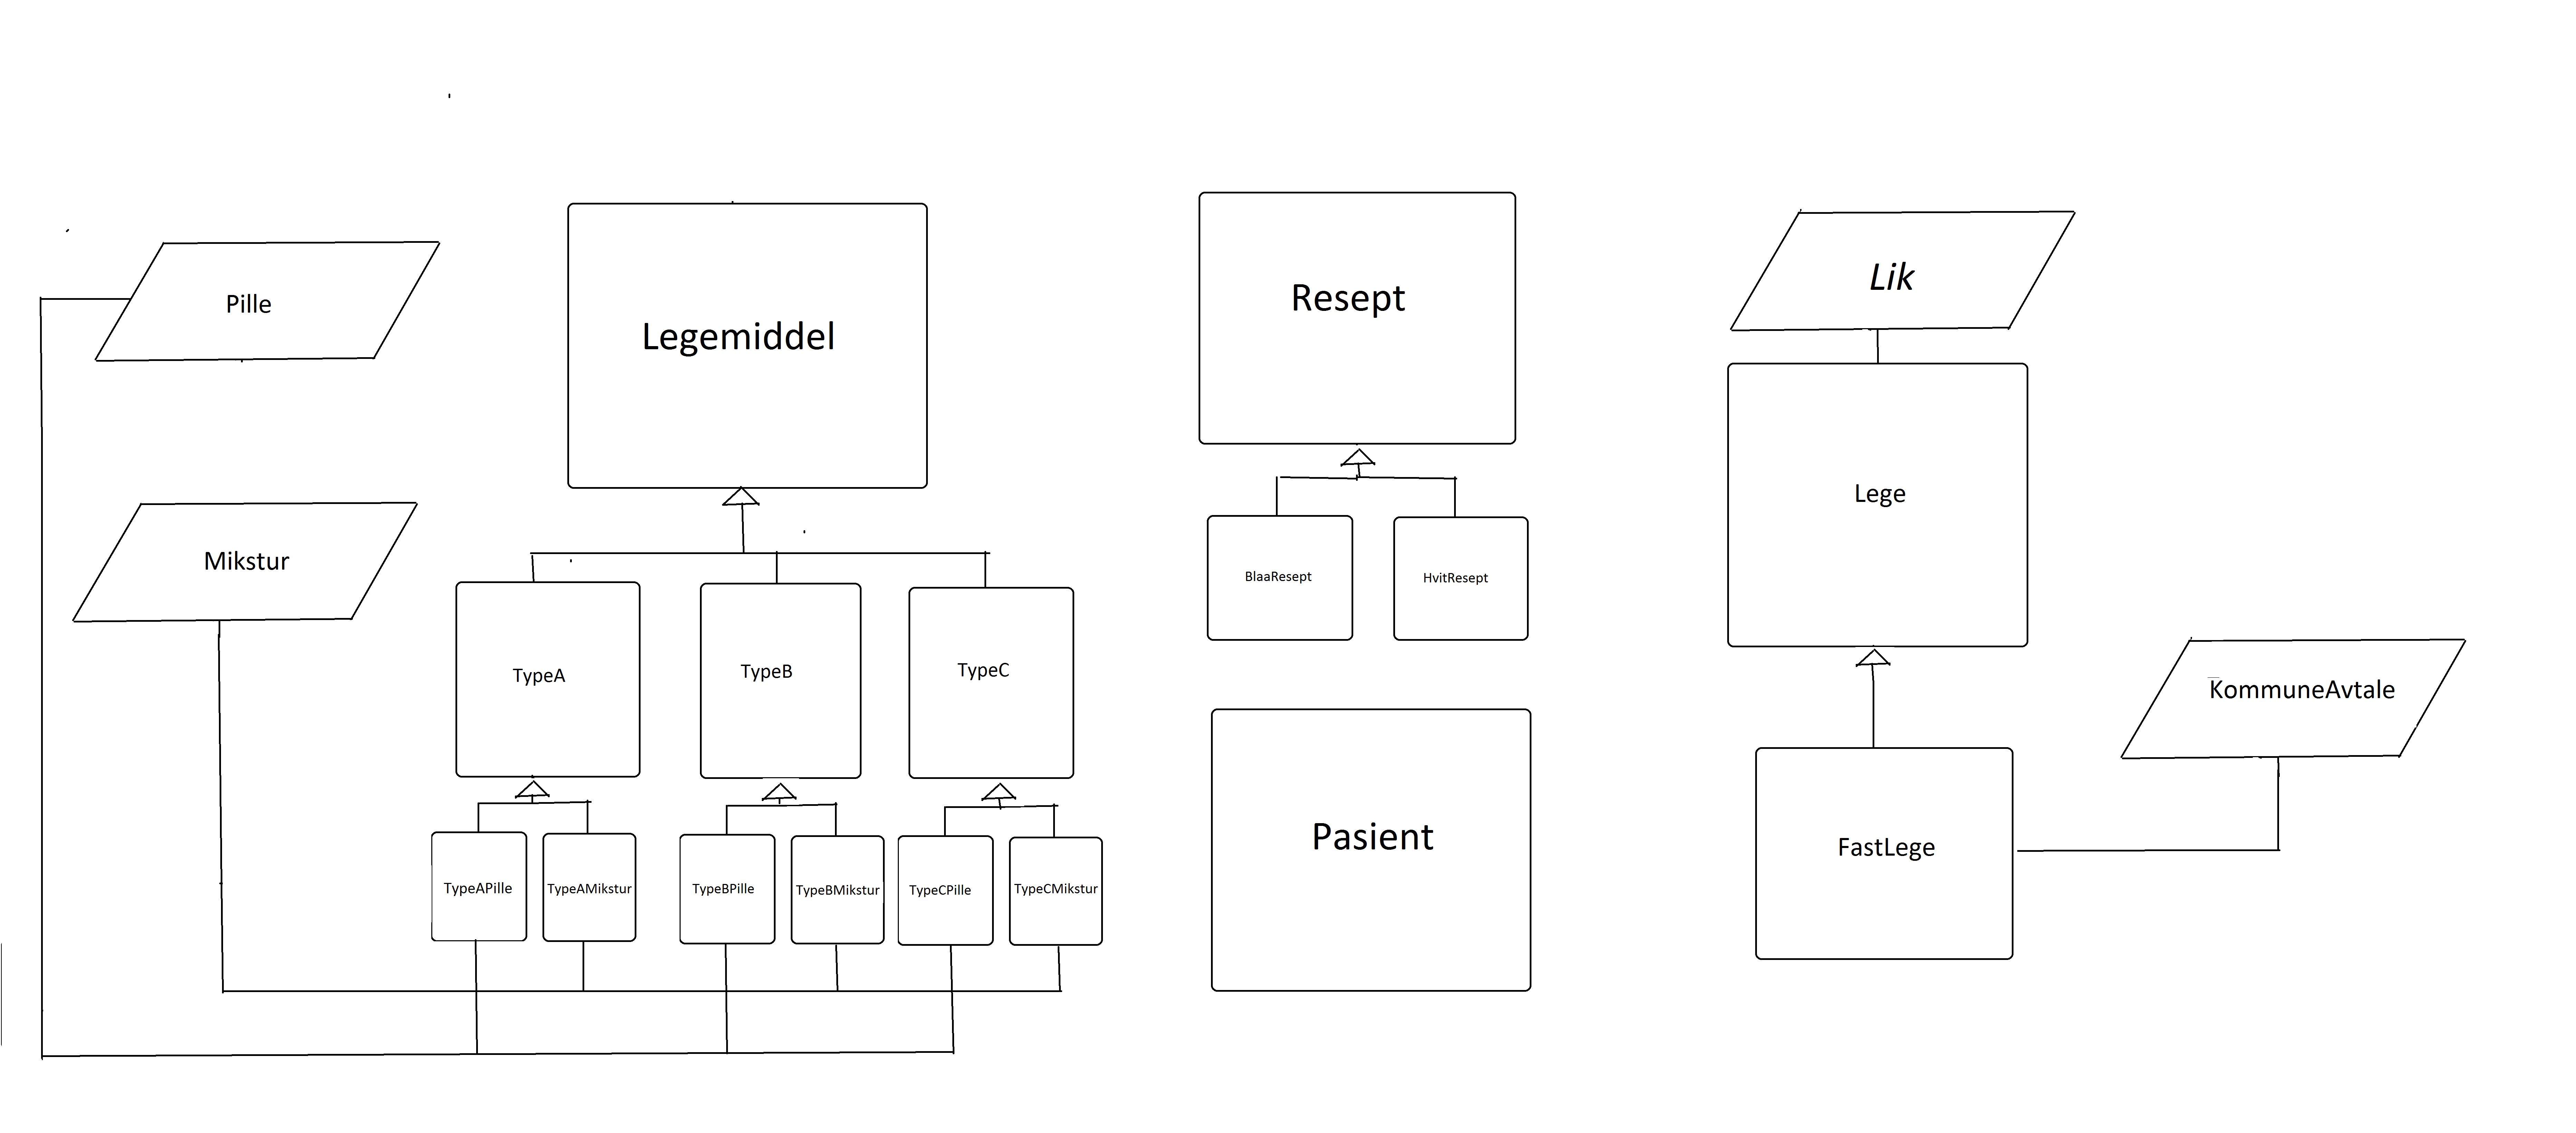 Pille
Legemiddel
Resept
Lik
Mikstur
Lege
BlaaResept
HvitResept
TypeA
TypeB
TypeC
KommuneAvtale
Pasient
FastLege
TypeAPille
TypeAMikstur
TypeBPille
TypeBMikstur
TypeCPille
TypeCMikstur